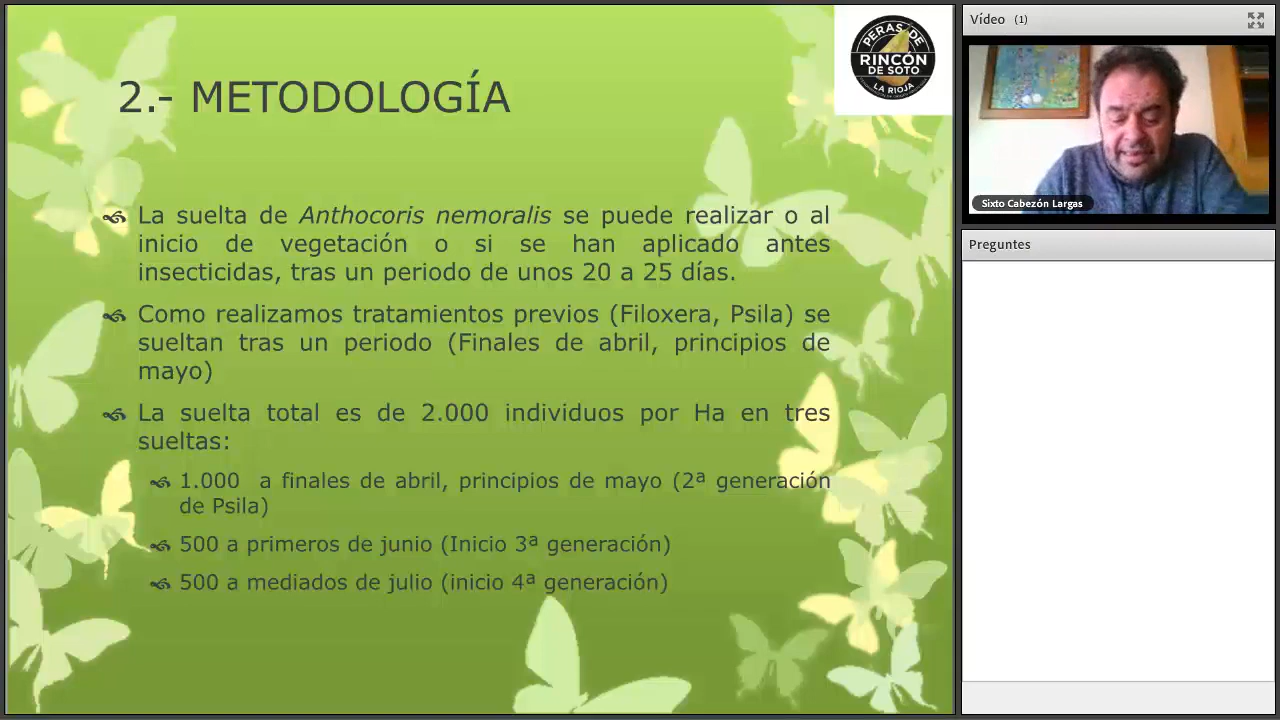 2.- METODOLOGÍA
PERAS DE
RINCÓN
DE SOTO
LA RIOJA
La suelta de Anthocoris nemoralis se puede realizar o al
inicio de vegetación o si se han aplicado antes
insecticidas, tras un periodo de unos 20 a 25 días.
Como realizamos tratamientos previos (Filoxera, Psila) se
sueltan tras un periodo (Finales de abril, principios de
mayo)
La suelta total es de 2.000 individuos por Ha en tres
sueltas:
1.000 a finales de abril, principios de mayo (2ª generación
de Psila)
500 a primeros de junio (Inicio 3ª generación)
500 a mediados de julio (inicio 4ª generación)
Vídeo (1)
Sixto Cabezón Largas
Preguntes